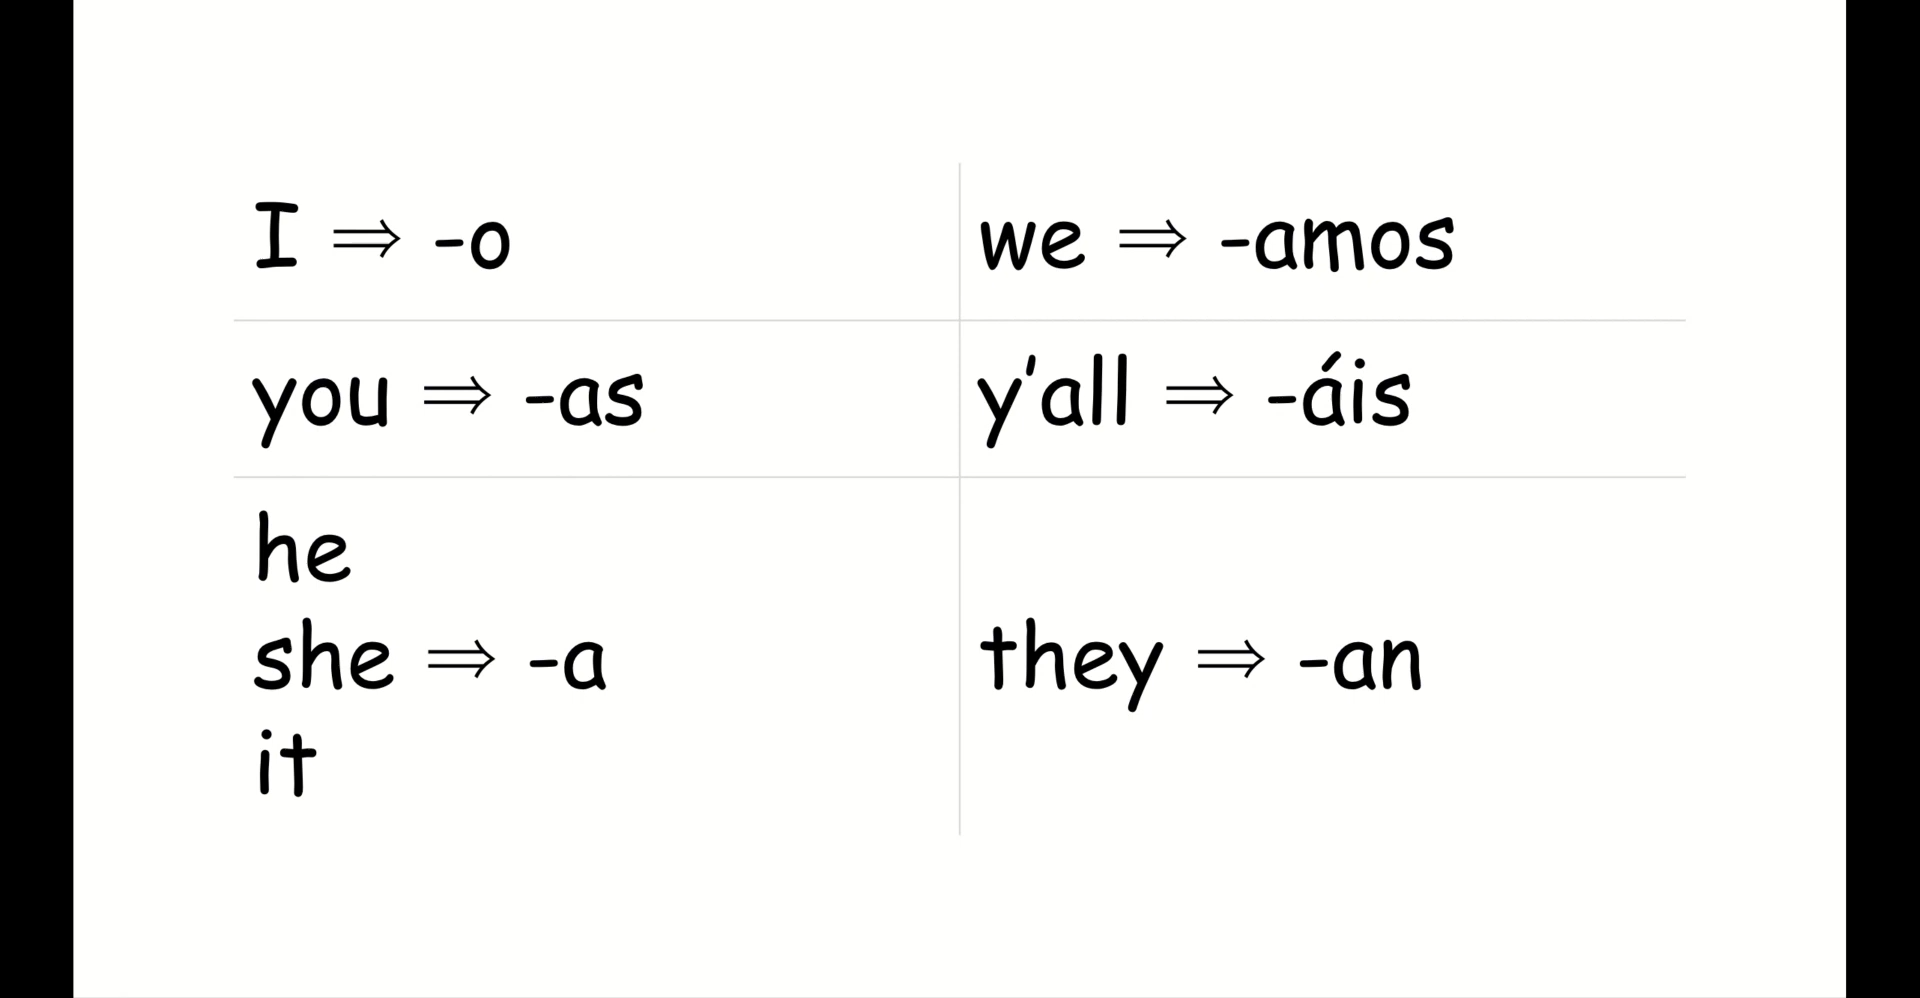 I ⇒ -o
we ⇒ -amos
you ⇒ -as
y'all ⇒ -áis
he
she ⇒ -a
it
they ⇒ -an